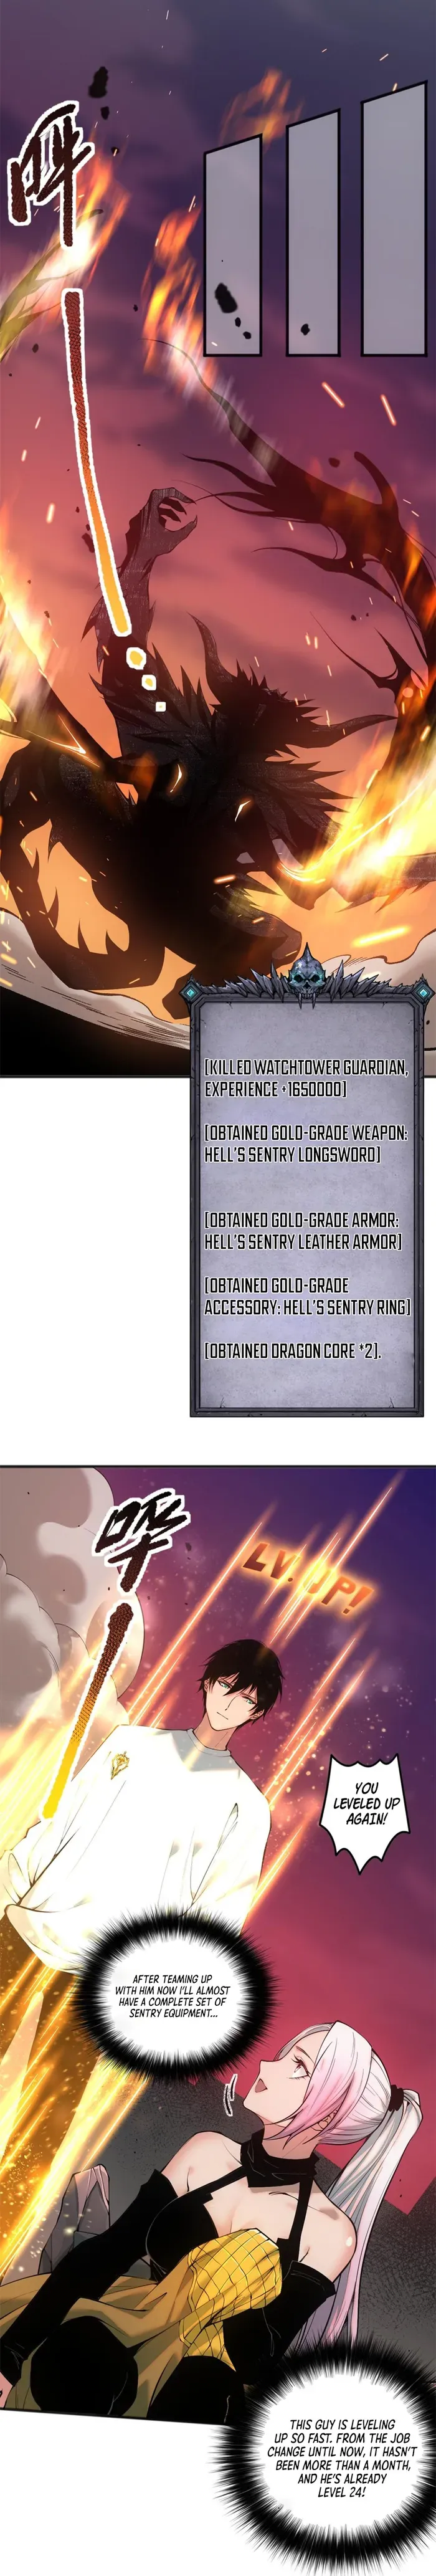 呼
[KILLED WATCHTOWER GUARDIAN,
EXPERIENCE +1650000]
[OBTAINED GOLD-GRADE WEAPON:
HELL'S SENTRY LONGSWORD]
[OBTAINED GOLD-GRADE ARMOR:
HELL'S SENTRY LEATHER ARMOR]
[OBTAINED GOLD-GRADE
ACCESSORY: HELL'S SENTRY RING]
[OBTAINED DRAGON CORE *2].
LV. UP!
YOU
LEVELED UP
AGAIN!
AFTER TEAMING UP
WITH HIM NOW I'LL ALMOST
HAVE A COMPLETE SET OF
SENTRY EQUIPMENT...
THIS GUY IS LEVELING
UP SO FAST. FROM THE JOB
CHANGE UNTIL NOW, IT HASN'T
BEEN MORE THAN A MONTH,
AND HE'S ALREADY
LEVEL 24!